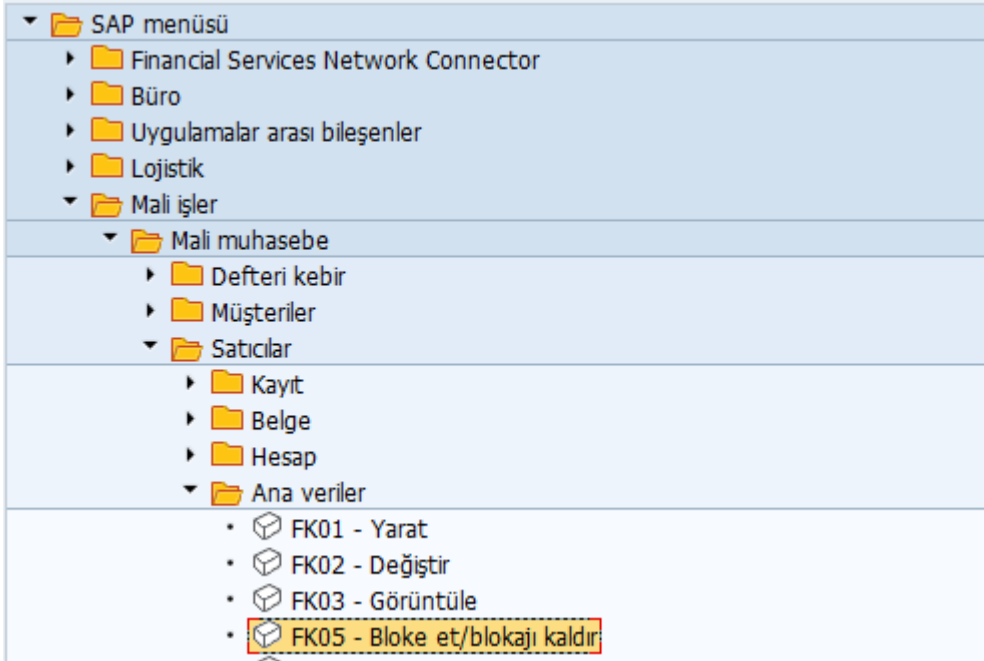 SAP menüsü
Financial Services Network Connector
Büro
Uygulamalar arası bileşenler
Lojistik
Mali işler
Mali muhasebe
Defteri kebir
Müşteriler
Satıcılar
Kayıt
Belge
Hesap
Ana veriler
FK01 - Yarat
FK02 - Değiştir
FK03 - Görüntüle
FK05 - Bloke et/blokajı kaldır